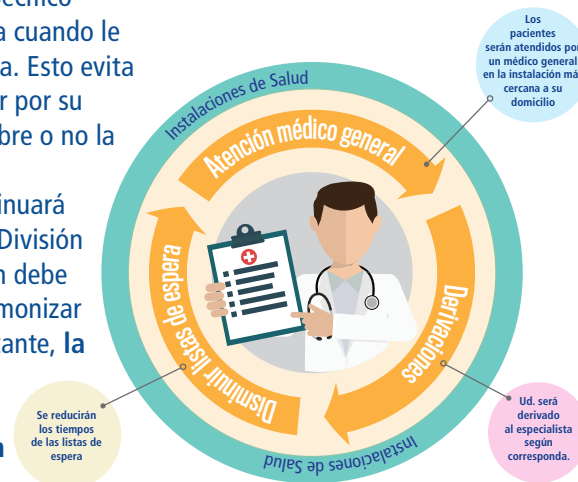 a cuando le
a. Esto evita
r por su
bre o no la
inuará
División
n debe
monizar
tante, la
Instalaciones de Salud
Atención médico general
Los
pacientes
serán atendidos por
un médico general
en la instalación más
cercana a su
domicilio
Derivaciones
Ud. será
derivado
al especialista
según
corresponda.
Disminuir listas de espera
Se reducirán
los tiempos
de las listas de
espera
Instalaciones de Salud